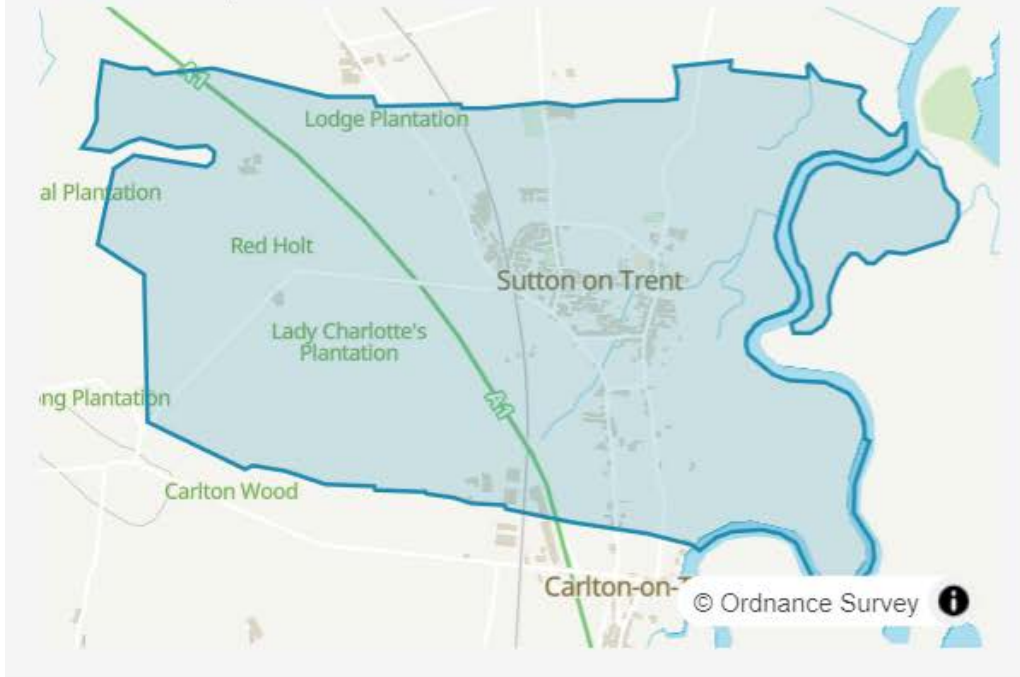 A1
Lodge Plantation
al Plantation
Red Holt
Sutton on Trent
Lady Charlotte's
Plantation
ng Plantation
A1
Carlton Wood
Carlton-on-T
© Ordnance Survey i